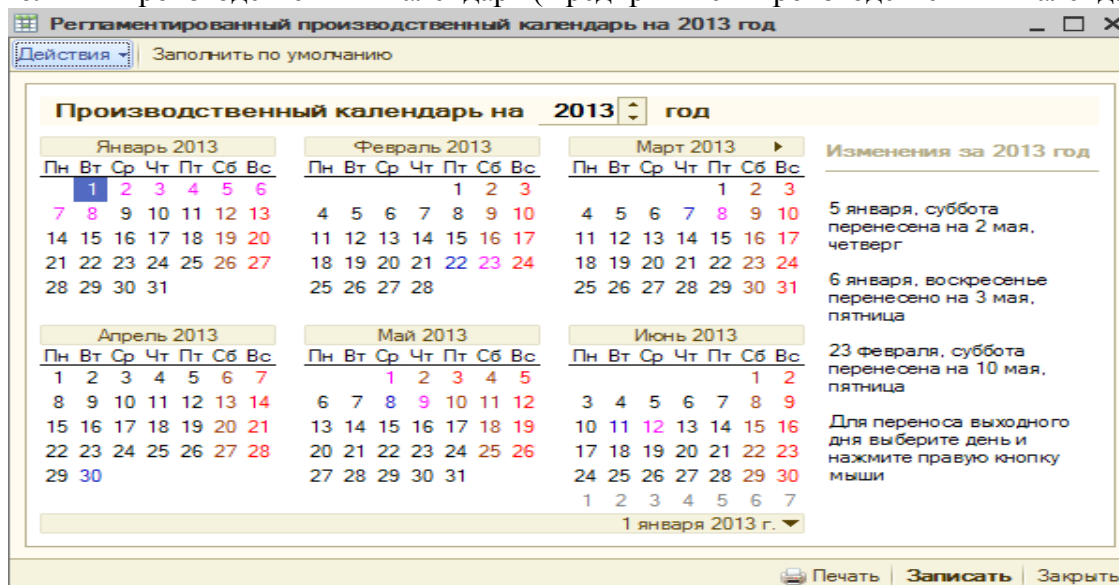 Регламентированный производственный календарь на 2013 год
Действия Заполнить по умолчанию
Производственный календарь на 2013 год
Январь 2013 Февраль 2013 Март 2013
Пн Вт Ср Чт Пт Сб Вс Пн Вт Ср Чт Пт Сб Вс Пн Вт Ср Чт Пт Сб Вс
1 2 3 4 5 6 1 2 3 1 2 3
7 8 9 10 11 12 13 4 5 6 7 8 9 10 4 5 6 7 8 9 10
14 15 16 17 18 19 20 11 12 13 14 15 16 17 11 12 13 14 15 16 17
21 22 23 24 25 26 27 18 19 20 21 22 23 24 18 19 20 21 22 23 24
28 29 30 31 25 26 27 28 25 26 27 28 29 30 31
Апрель 2013 Май 2013 Июнь 2013
Пн Вт Ср Чт Пт Сб Вс Пн Вт Ср Чт Пт Сб Вс Пн Вт Ср Чт Пт Сб Вс
1 2 3 4 5 6 7 1 2 3 4 5 1 2
8 9 10 11 12 13 14 6 7 8 9 10 11 12 3 4 5 6 7 8 9
15 16 17 18 19 20 21 13 14 15 16 17 18 19 10 11 12 13 14 15 16
22 23 24 25 26 27 28 20 21 22 23 24 25 26 17 18 19 20 21 22 23
29 30 27 28 29 30 31 24 25 26 27 28 29 30
1 2 3 4 5 6 7
1 января 2013 г.
Изменения за 2013 год
5 января, суббота
перенесена на 2 мая,
четверг
6 января, воскресенье
перенесено на 3 мая,
пятница
23 февраля, суббота
перенесена на 10 мая,
пятница
Для переноса выходного
дня выберите день и
нажмите правую кнопку
мыши
Печать Записать Закрыть